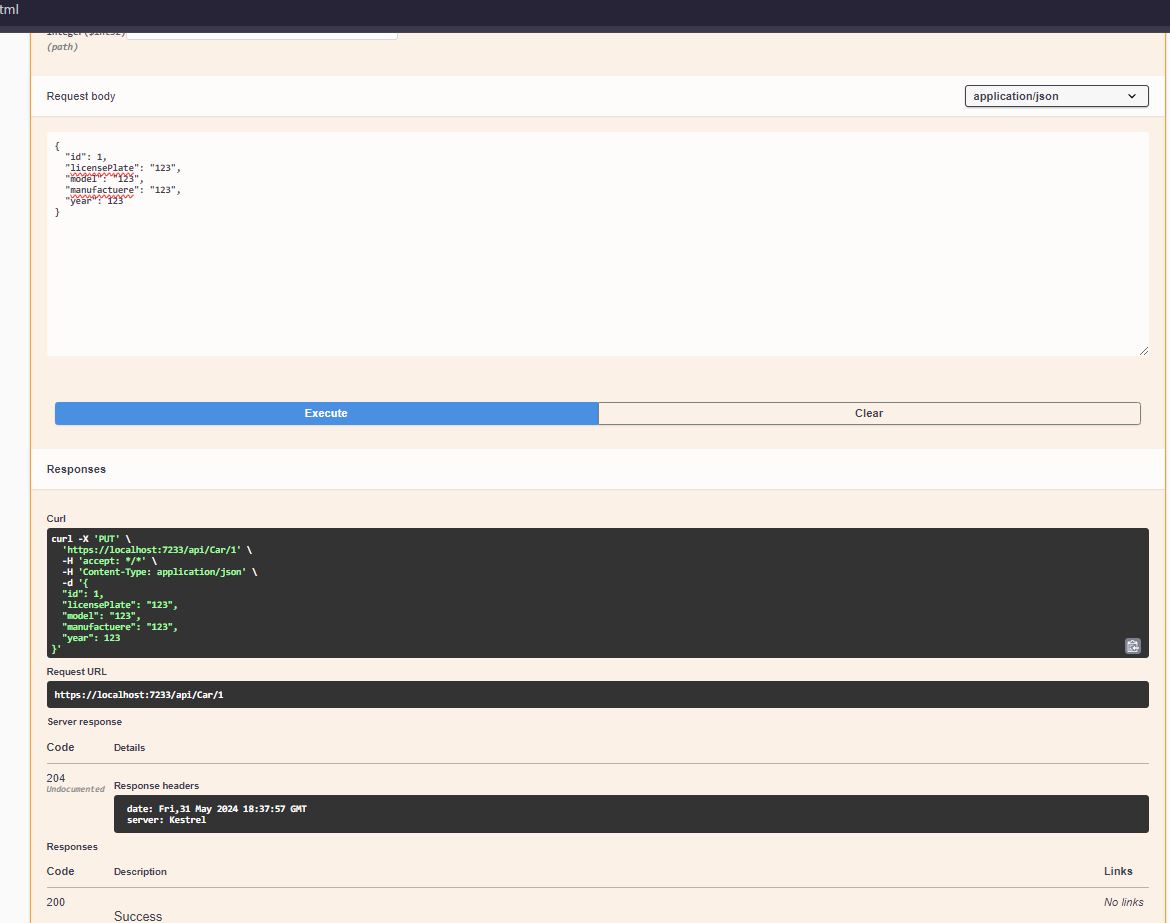 tml
integer($int32)
(path)
Request body
application/json
{
"id": 1,
"licensePlate": "123",
"model": "123",
"manufactuere": "123",
"year": 123
}
Execute
Clear
Responses
Curl
curl -X 'PUT' \
'https://localhost:7233/api/Car/1' \
-H 'accept: */*' \
-H 'Content-Type: application/json' \
-d '{
"id": 1,
"licensePlate": "123",
"model": "123",
"manufactuere": "123",
"year": 123
}'
Request URL
https://localhost:7233/api/Car/1
Server response
Code Details
204
Undocumented
Response headers
date: Fri,31 May 2024 18:37:57 GMT
server: Kestrel
Responses
Code Description Links
200 No links
Success